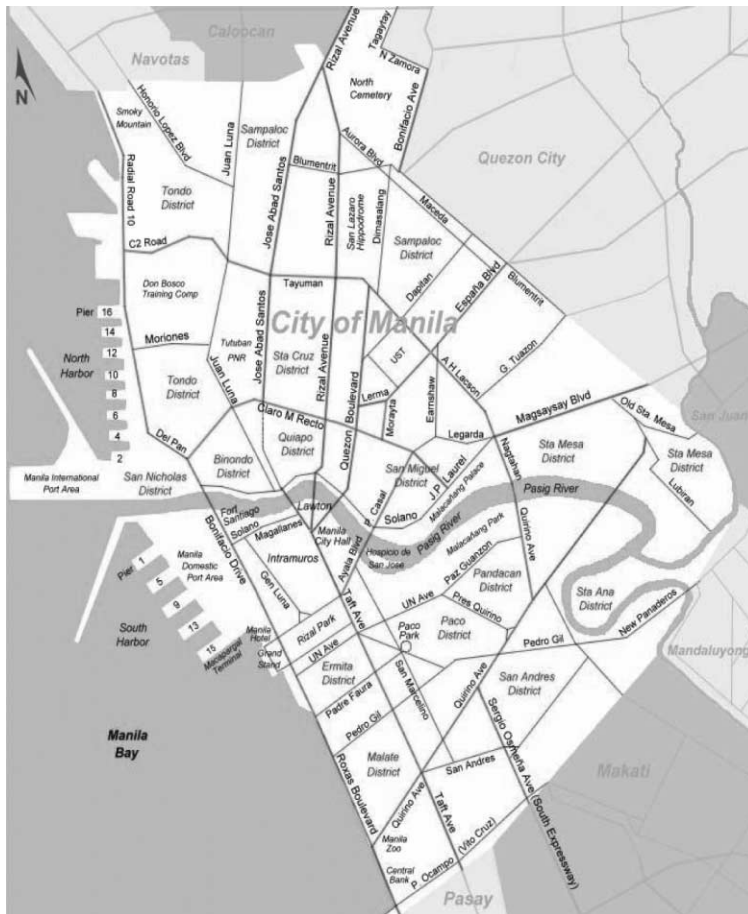 Caloocan
Navotas
N
Rizal Avenue
Tagaytay
N Zamora
North
Cemetery
Bonifacio Ave
Smoky
Mountain
Honorio Lopez Blvd
Juan Luna
Sampaloc
District
Aurora Blvd
Blumentrit
Quezon City
Radial Road 10
Tondo
District
Jose Abad Santos
Rizal Avenue
San Lazaro
Hippodrome
Dimasalang
Maceda
Sampaloc
District
C2 Road
Dapitan
España Blvd
Blumentrit
Don Bosco
Training Comp
Tayuman
Pier 16
14
12
10
8
6
4
2
City of Manila
Moriones
Tutuban
PNR
Jose Abad Santos
Sta Cruz
District
Rizal Avenue
UST
A H Lacson
G. Tuazon
North
Harbor
Tondo
District
Juan Luna
Quezon Boulevard
Lerma
Morayta
Earnshaw
Magsaysay Blvd
Old Sta. Mesa
San Juan
Claro M Recto
Del Pan
Quiapo
District
Legarda
Nagtahan
Sta Mesa
District
Sta Mesa
District
Lubiran
Binondo
District
San Miguel
District
J.P Laurel
Malacañang Palace
Manila International
Port Area
San Nicholas
District
Lawton
Casal
Solano
Pasig River
Fort
Santiago
Solano
Magallanes
Manila
City Hall
Pasig River
Malacañang Park
Quirino Ave
Bonifacio Drive
Intramuros
Ayala Blvd
Hospicio de
San Jose
Paz Guanzon
Pier 1
5
9
13
15
Manila
Domestic
Port Area
Gen Luna
Pandacan
District
Sta Ana
District
Taft Ave
UN Ave
Pres Quirino
New Panaderos
South
Harbor
Macapargal
Terminal
Manila
Hotel
Grand
Stand
Rizal Park
UN Ave
Paco
Park
Paco
District
Pedro Gil
Mandaluyong
Ermita
District
San Marcelino
Quirino Ave
San Andres
District
Padre Faura
Pedro Gil
Sergio Osmeña Ave (South Expressway)
Manila
Bay
Malate
District
San Andres
Makati
Roxas Boulevard
Quirino Ave
Taft Ave
Manila
Zoo
Central
Bank
P. Ocampo (Vito Cruz)
Pasay